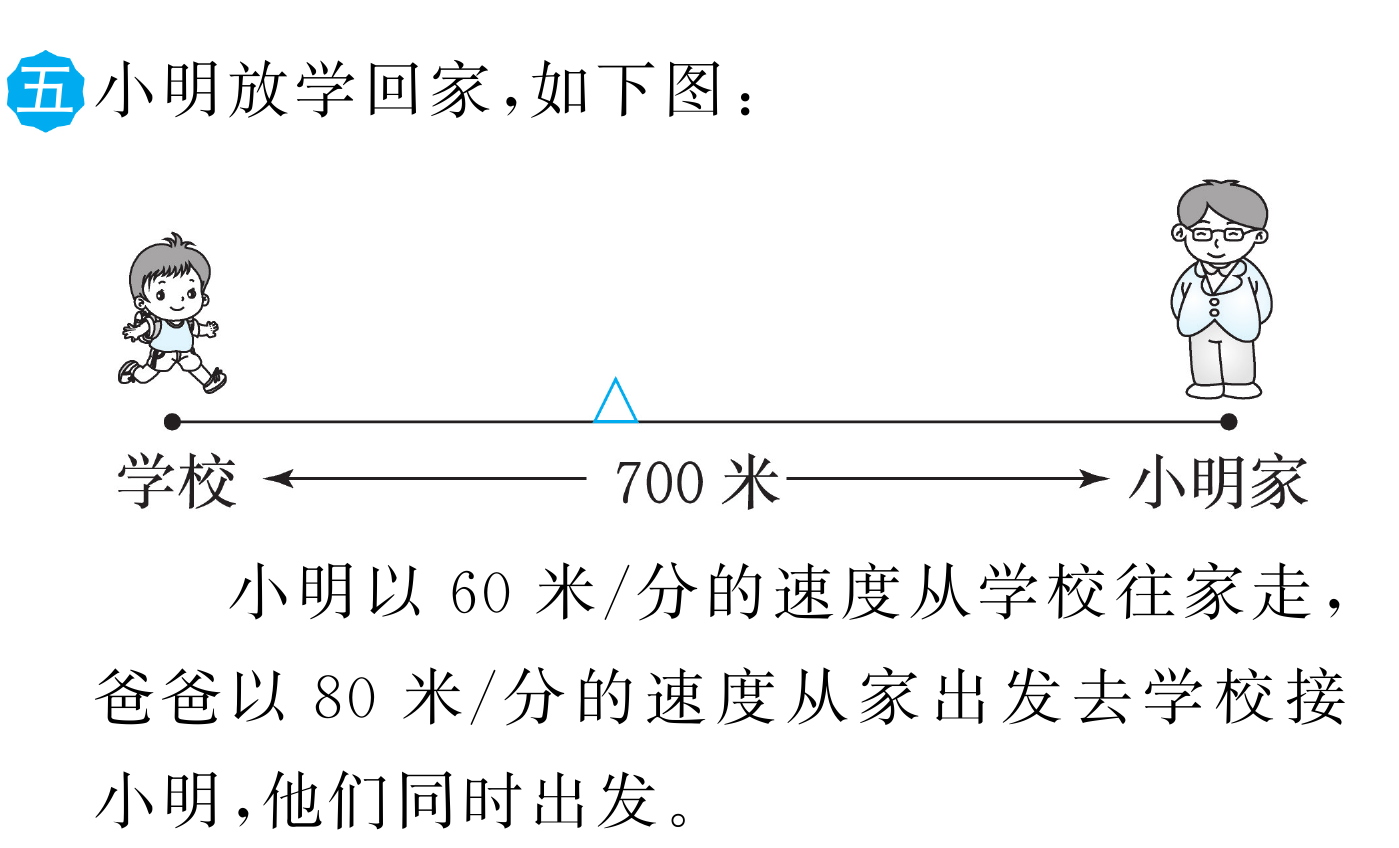 五 小明放学回家,如下图:
学校 700 米 小明家
小明以 60 米/分的速度从学校往家走,
爸爸以 80 米/分的速度从家出发去学校接
小明,他们同时出发。